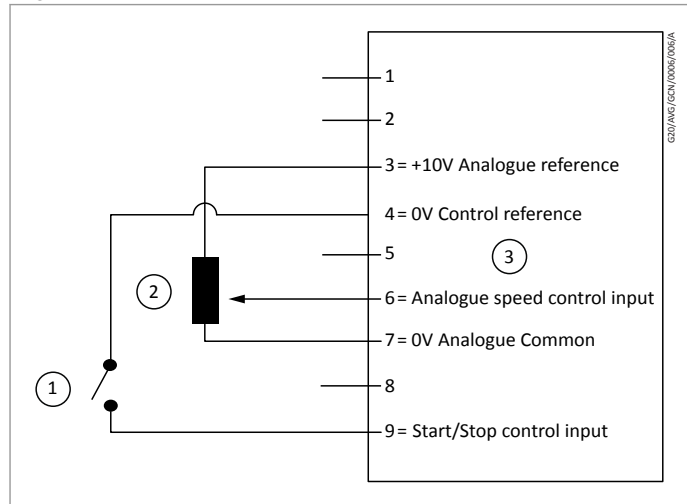 G20/AVG/GCN/0006/006/A
1
2
3 = +10V Analogue reference
4 = 0V Control reference
5
3
2
6 = Analogue speed control input
7 = 0V Analogue Common
8
1
9 = Start/Stop control input